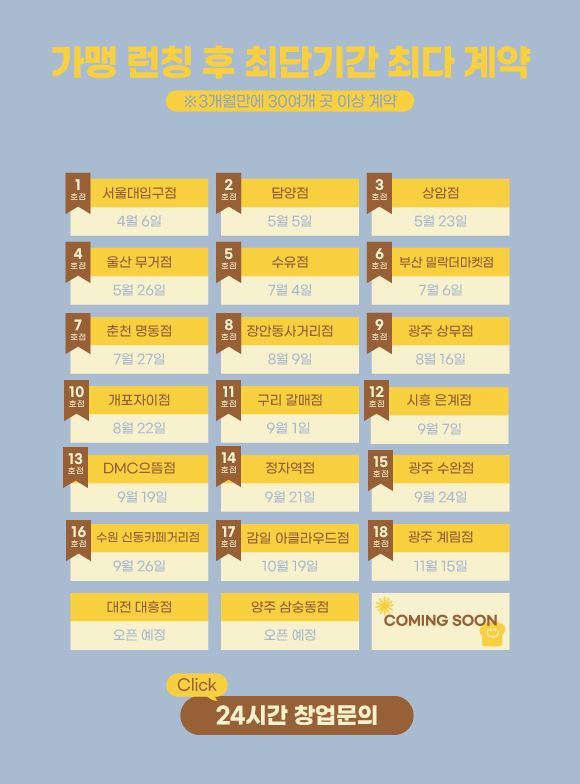 가맹 런칭 후 최단기간 최다 계약
※3개월만에 30여개 곳 이상 계약
1 호점 서울대입구점
4월 6일
2 호점 담양점
5월 5일
3 호점 상암점
5월 23일
4 호점 울산 무거점
5월 26일
5 호점 수유점
7월 4일
6 호점 부산 밀락더마켓점
7월 6일
7 호점 춘천 명동점
7월 27일
8 호점 장안동사거리점
8월 9일
9 호점 광주 상무점
8월 16일
10 호점 개포자이점
8월 22일
11 호점 구리 갈매점
9월 1일
12 호점 시흥 은계점
9월 7일
13 호점 DMC으뜸점
9월 19일
14 호점 정자역점
9월 21일
15 호점 광주 수완점
9월 24일
16 호점 수원 신동카페거리점
9월 26일
17 호점 감일 아클라우드점
10월 19일
18 호점 광주 계림점
11월 15일
대전 대흥점
오픈 예정
양주 삼숭동점
오픈 예정
COMING SOON
Click
24시간 창업문의